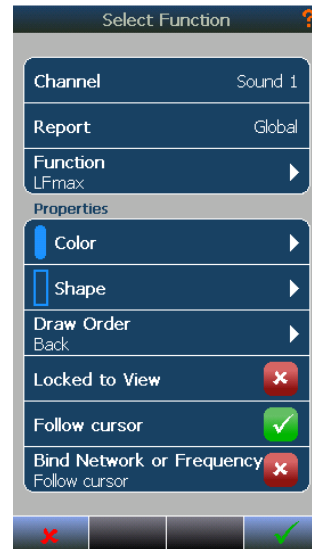 Select Function ?
Channel Sound 1
Report Global
Function
LFmax
Properties
Color
Shape
Draw Order
Back
Locked to View
Follow cursor
Bind Network or Frequency
Follow cursor